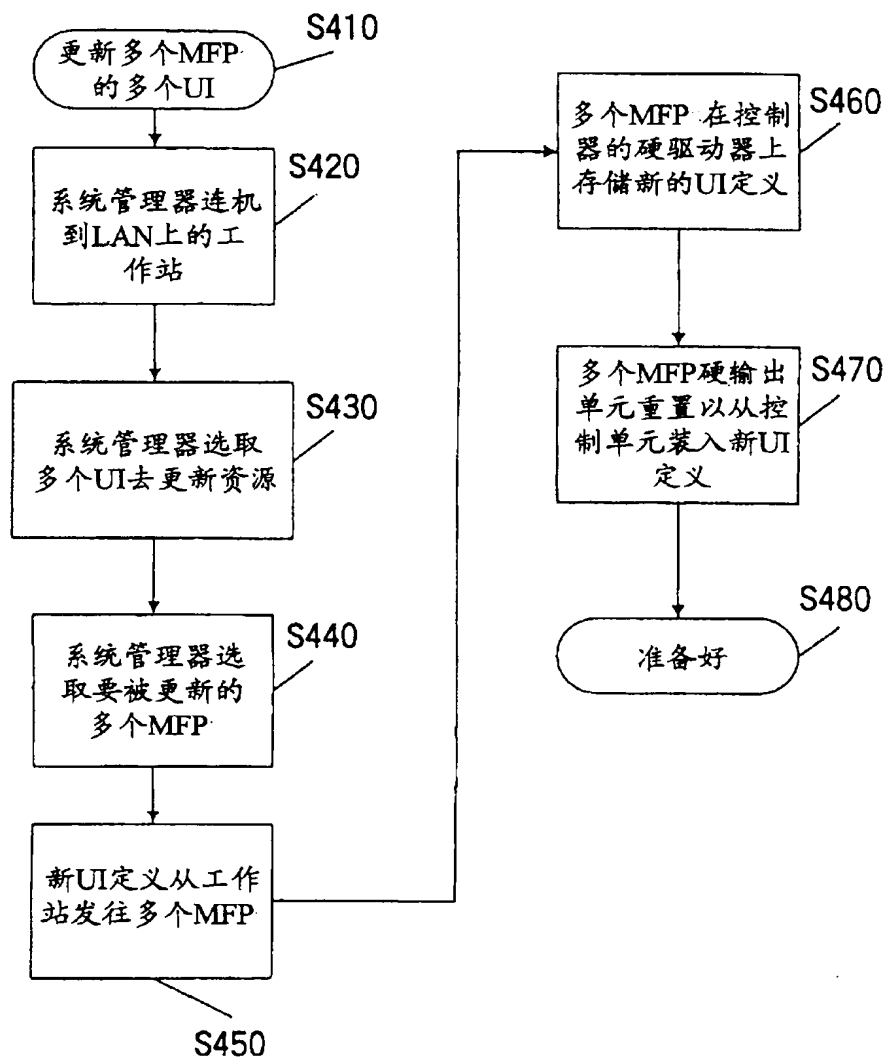 S410
更新多个MFP
的多个UI
S420
系统管理器连机
到LAN上的工
作站
S430
系统管理器选取
多个UI去更新资源
S440
系统管理器选
取要被更新的
多个MFP
新UI定义从工作
站发往多个MFP
S450
S460
多个MFP 在控制
器的硬驱动器上
存储新的UI定义
S470
多个MFP硬输出
单元重置以从控
制单元装入新UI
定义
S480
准备好